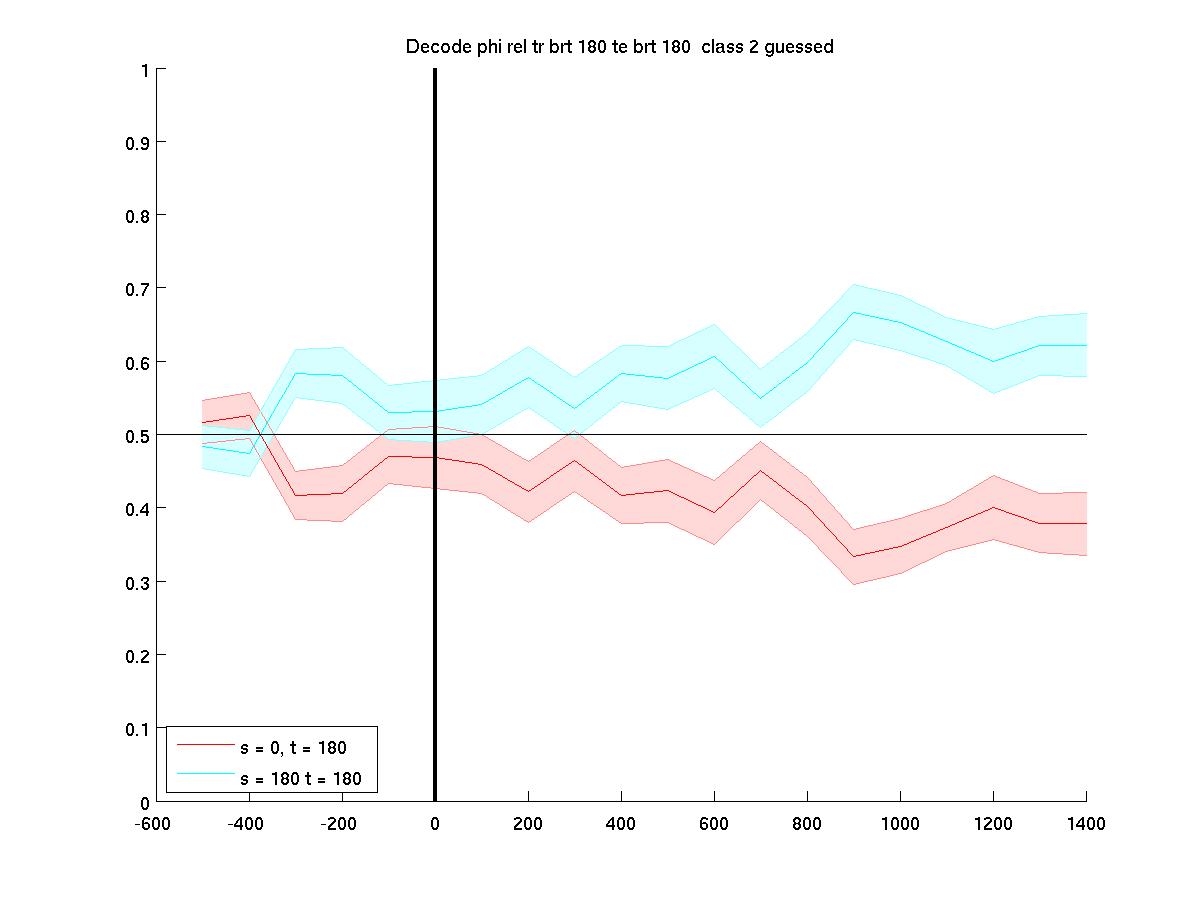 Decode phi rel tr brt 180 te brt 180 class 2 guessed
1
0.9
0.8
0.7
0.6
0.5
0.4
0.3
0.2
0.1
0
s = 0, t = 180
s = 180 t = 180
-600 -400 -200 0 200 400 600 800 1000 1200 1400